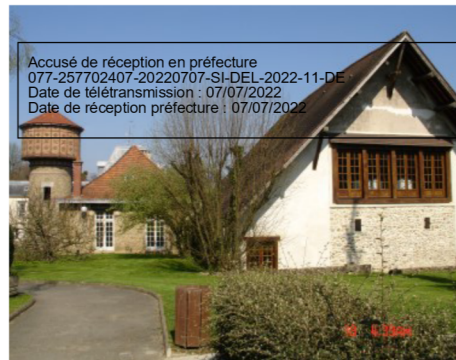 Accusé de réception en préfecture
077-257702407-20220707-SI-DEL-2022-11-DE
Date de télétransmission : 07/07/2022
Date de réception préfecture : 07/07/2022